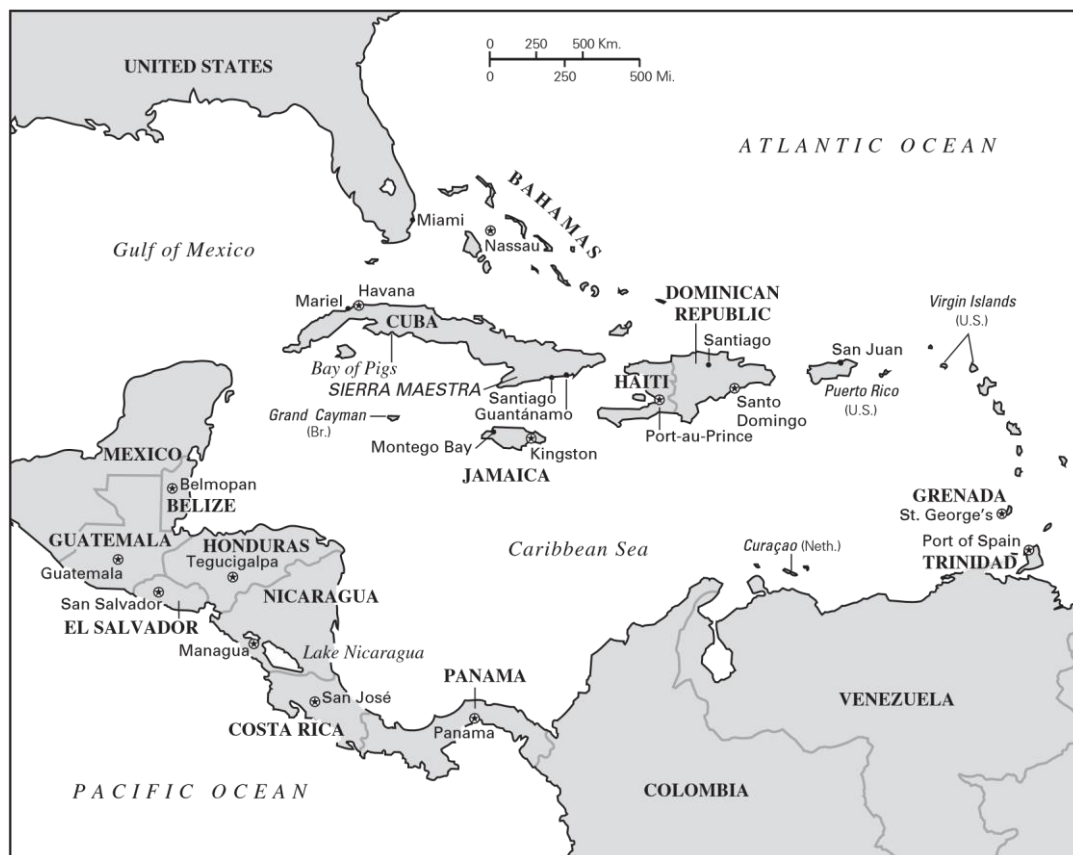 0 250 500 Km.
0 250 500 Mi.
UNITED STATES
ATLANTIC OCEAN
BAHAMAS
Miami
Nassau
Gulf of Mexico
Havana
Mariel
CUBA
DOMINICAN
REPUBLIC
Santiago
Virgin Islands
(U.S.)
San Juan
Bay of Pigs
SIERRA MAESTRA
HAITI
Puerto Rico
(U.S.)
Santiago
Guantánamo
Santo
Domingo
Grand Cayman
(Br.)
Port-au-Prince
Montego Bay
Kingston
JAMAICA
MEXICO
Belmopan
BELIZE
GRENADA
St. George's
GUATEMALA
Guatemala
HONDURAS
Tegucigalpa
Caribbean Sea
Curaçao (Neth.)
Port of Spain
TRINIDAD
San Salvador
EL SALVADOR
NICARAGUA
Managua
Lake Nicaragua
PANAMA
San José
COSTA RICA
Panama
VENEZUELA
COLOMBIA
PACIFIC OCEAN